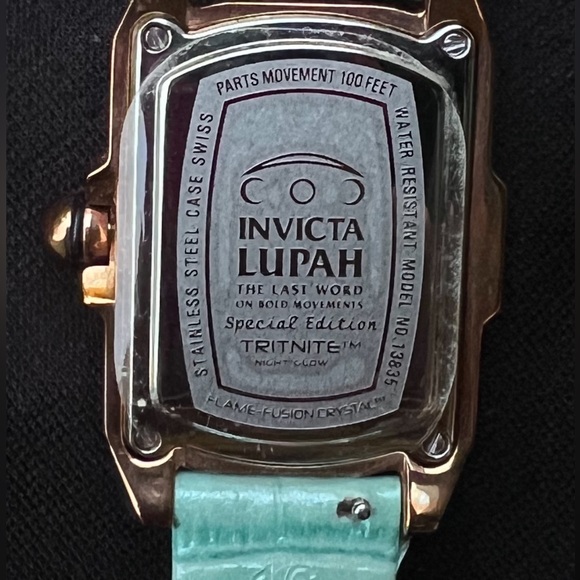 STAINLESS STEEL CASE SWISS PARTS MOVEMENT 100 FEET WATER RESISTANT MODEL NO.13835
INVICTA
LUPAH
THE LAST WORD
ON BOLD MOVEMENTS
Special Edition
TRITNITE™
NIGHT GLOW
FLAME-FUSION CRYSTAL™